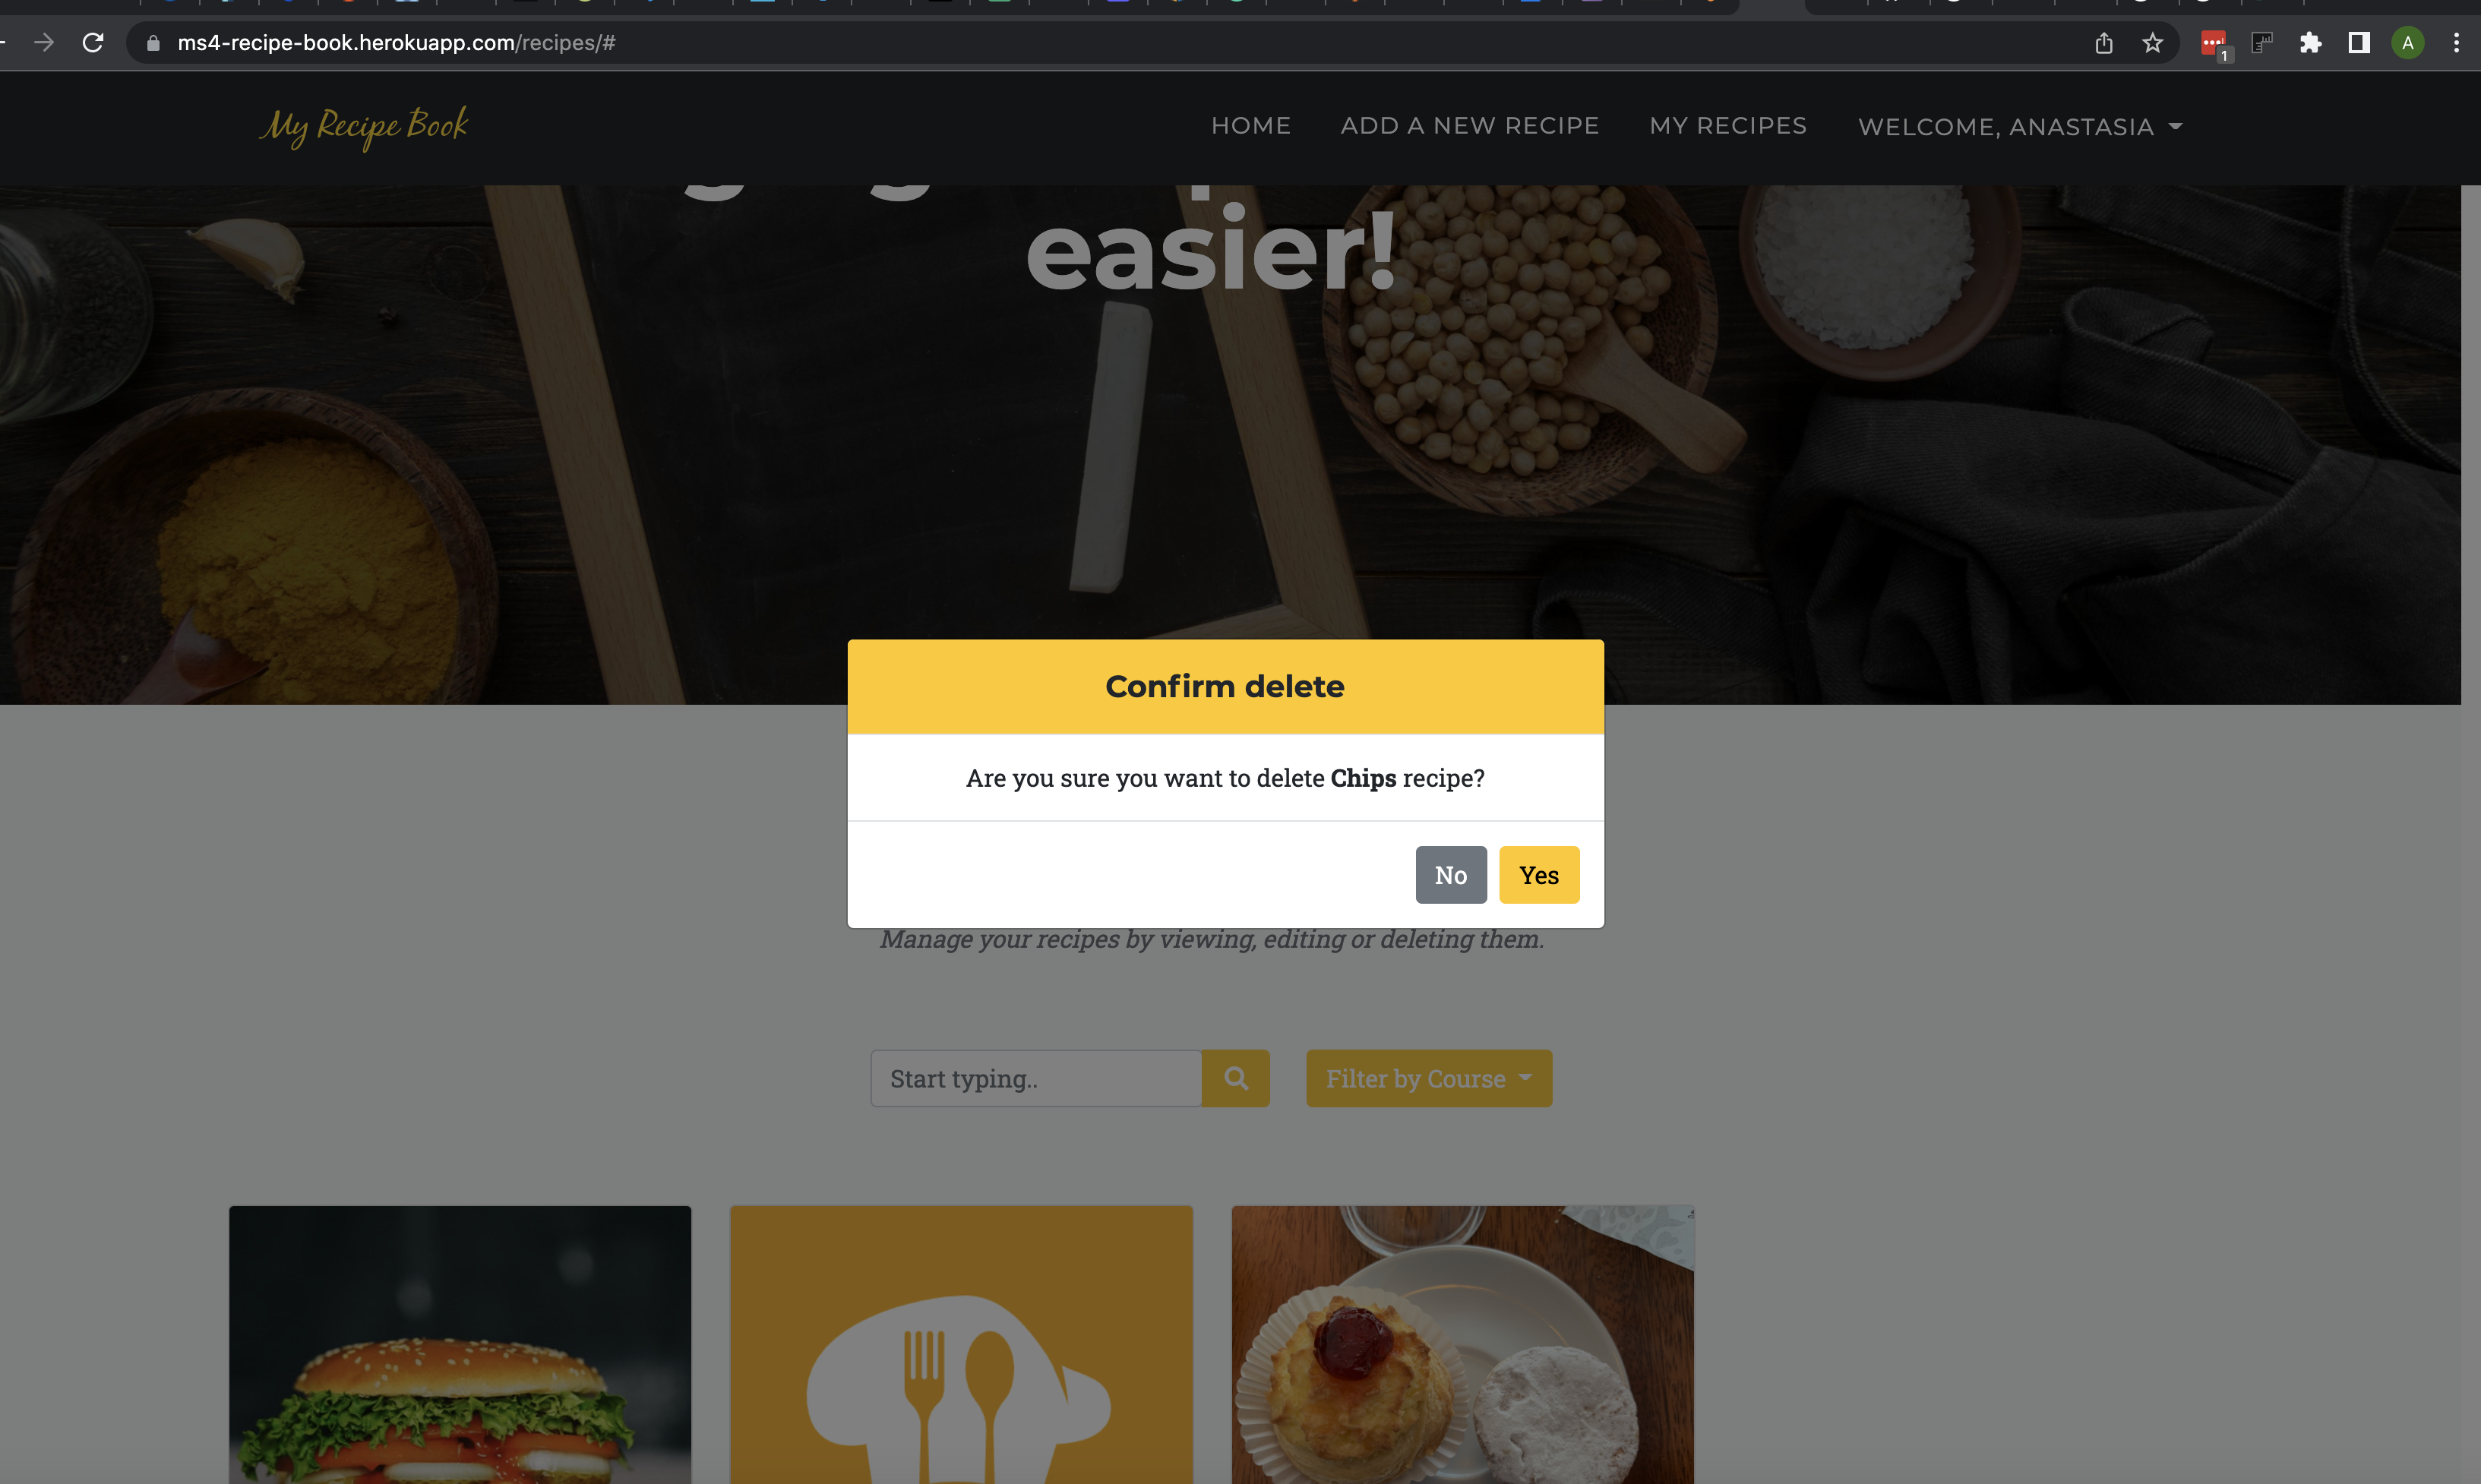 ms4-recipe-book.herokuapp.com/recipes/#
1
A
My Recipe Book
HOME
ADD A NEW RECIPE
MY RECIPES
WELCOME, ANASTASIA
easier!
Confirm delete
Are you sure you want to delete Chips recipe?
No
Yes
Manage your recipes by viewing, editing or deleting them.
Start typing..
Filter by Course